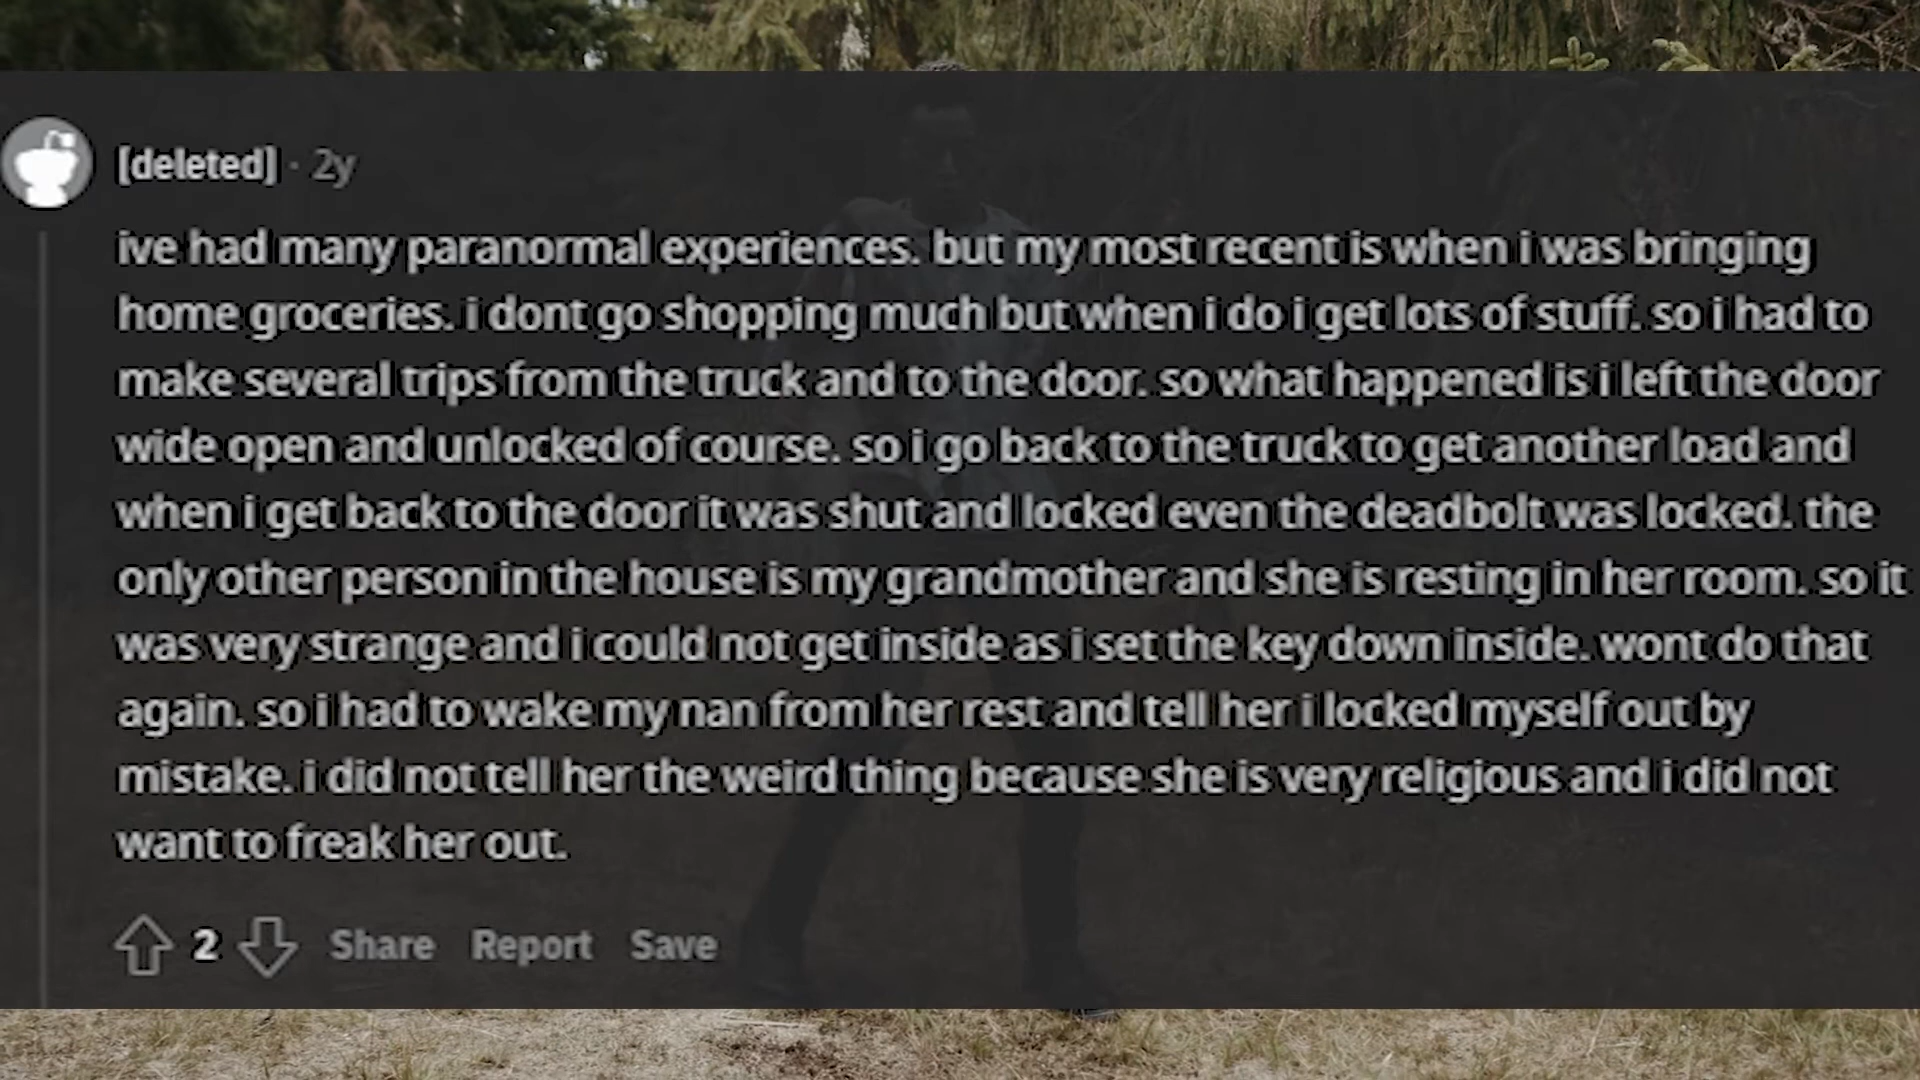 [deleted] · 2y
ive had many paranormal experiences. but my most recent is when i was bringing
home groceries. i dont go shopping much but when i do i get lots of stuff. so i had to
make several trips from the truck and to the door. so what happened is i left the door
wide open and unlocked of course. so i go back to the truck to get another load and
when i get back to the door it was shut and locked even the deadbolt was locked. the
only other person in the house is my grandmother and she is resting in her room. so it
was very strange and i could not get inside as i set the key down inside. wont do that
again. so i had to wake my nan from her rest and tell her i locked myself out by
mistake. i did not tell her the weird thing because she is very religious and i did not
want to freak her out.
2 Share Report Save